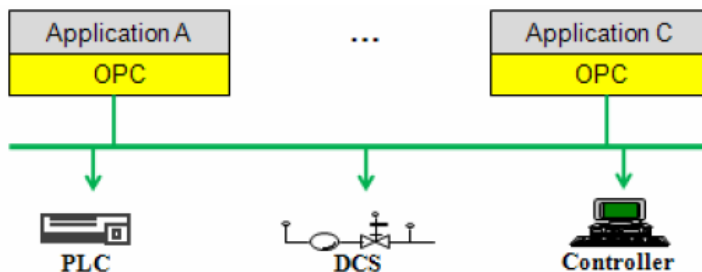 Application A
...
Application C
OPC
OPC
PLC
DCS
Controller